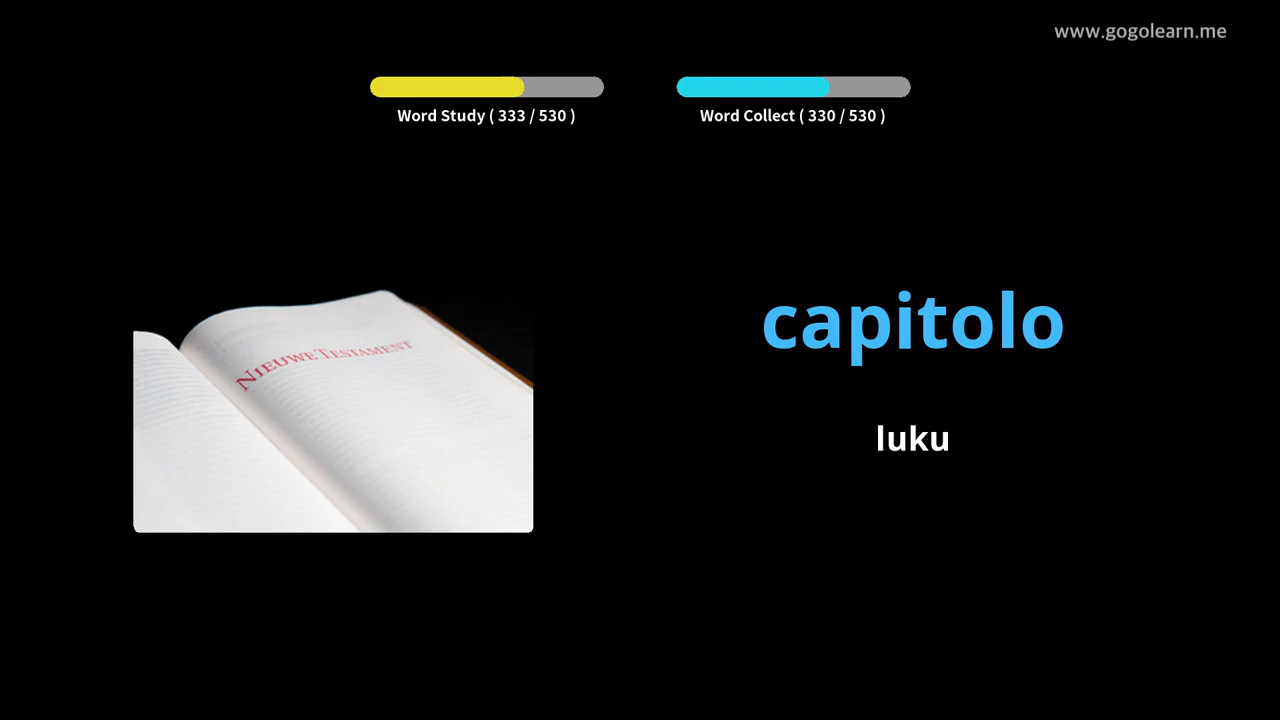 www.gogolearn.me
Word Study ( 333 / 530 )
Word Collect ( 330 / 530 )
NIEUWE TESTAMENT
capitolo
luku